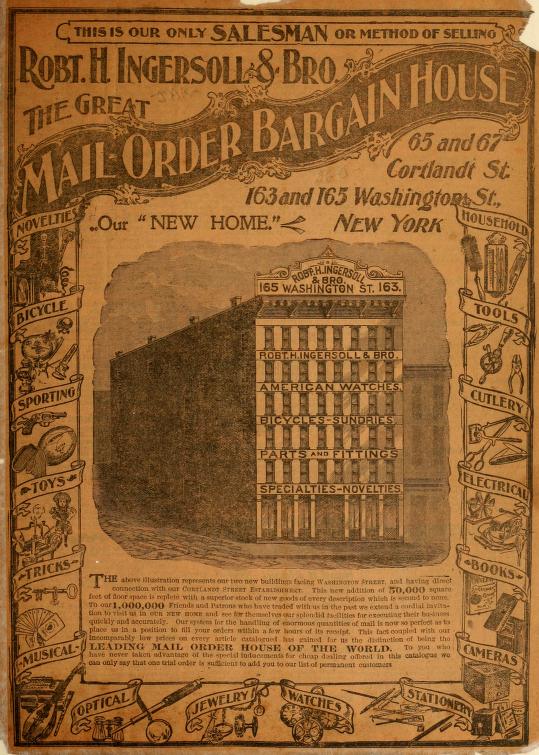 THIS IS OUR ONLY SALESMAN OR METHOD OF SELLING
ROBT. H. INGERSOLL & BRO.
THE GREAT
MAIL-ORDER BARGAIN HOUSE
65 and 67
Cortlandt St.
163 and 165 Washington St.,
..Our "NEW HOME."
NEW YORK
NOVELTIES
BICYCLE
SPORTING
TOYS
TRICKS
MUSICAL
HOUSEHOLD
TOOLS
CUTLERY
ELECTRICAL
BOOKS
CAMERAS
ROBT. H. INGERSOLL
& BRO.
165 WASHINGTON ST. 163.
ROBT. H. INGERSOLL & BRO.
AMERICAN WATCHES.
BICYCLES-SUNDRIES.
PARTS AND FITTINGS
SPECIALTIES-NOVELTIES
THE above illustration represents our two new buildings facing WASHINGTON STREET, and having direct
connection with our CORTLANDT STREET ESTABLISHMENT. This new addition of 50,000 square
feet of floor space is replete with a superior stock of new goods of every description which is sound to none.
To our 1,000,000 Friends and Patrons who have traded with us in the past we extend a cordial invita-
tion to visit us in OUR NEW HOME and see for themselves our splendid facilities for executing their business
quickly and accurately. Our system for the handling of enormous quantities of mail is now so perfect as to
place us in a position to fill your orders within a few hours of its receipt. This fact coupled with our
incomparably low prices on every article catalogued has gained for us the distinction of being the
LEADING MAIL ORDER HOUSE OF THE WORLD. To you who
have never taken advantage of the special inducements for cheap dealing offered in this catalogue we
can only say that one trial order is sufficient to add you to our list of permanent customers
OPTICAL
JEWELRY
WATCHES
STATIONERY